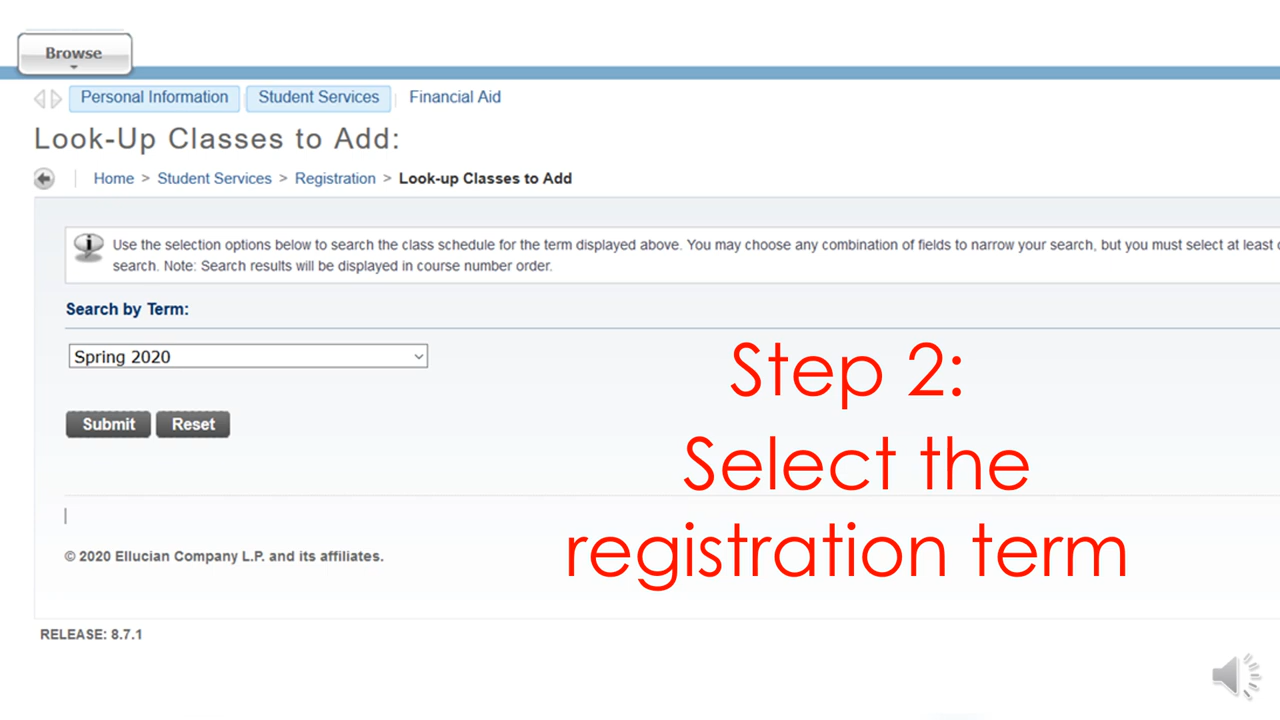 Browse
Personal Information Student Services Financial Aid
Look-Up Classes to Add:
Home > Student Services > Registration > Look-up Classes to Add
Use the selection options below to search the class schedule for the term displayed above. You may choose any combination of fields to narrow your search, but you must select at least
search. Note: Search results will be displayed in course number order.
Search by Term:
Spring 2020
Submit Reset
Step 2:
Select the
registration term
© 2020 Ellucian Company L.P. and its affiliates.
RELEASE: 8.7.1